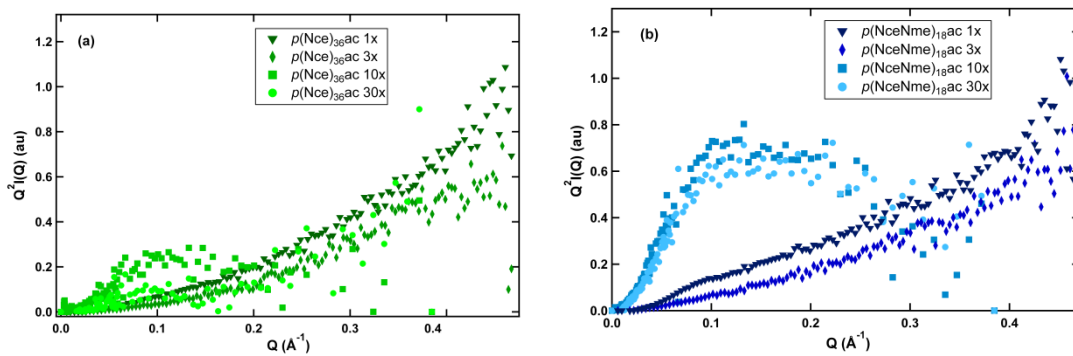 (a)
p(Nce)₃₆ac 1x
p(Nce)₃₆ac 3x
p(Nce)₃₆ac 10x
p(Nce)₃₆ac 30x
Q²I(Q) (au)
1.2
1.0
0.8
0.6
0.4
0.2
0.0
0.0 0.1 0.2 0.3 0.4
Q (Å⁻¹)
(b)
p(NceNme)₁₈ac 1x
p(NceNme)₁₈ac 3x
p(NceNme)₁₈ac 10x
p(NceNme)₁₈ac 30x
Q²I(Q) (au)
1.2
1.0
0.8
0.6
0.4
0.2
0.0
0.0 0.1 0.2 0.3 0.4
Q (Å⁻¹)